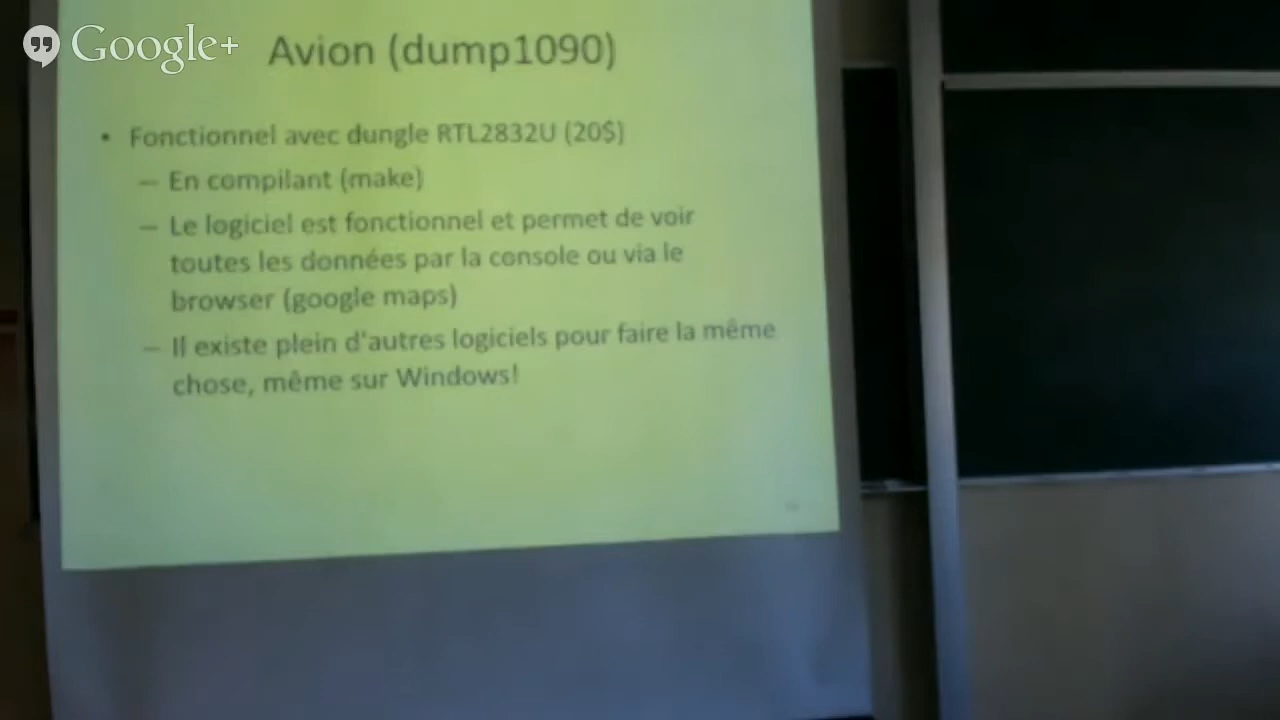 Google+
Avion (dump1090)
• Fonctionnel avec dungle RTL2832U (20$)
– En compilant (make)
– Le logiciel est fonctionnel et permet de voir
toutes les données par la console ou via le
browser (google maps)
– Il existe plein d'autres logiciels pour faire la même
chose, même sur Windows!